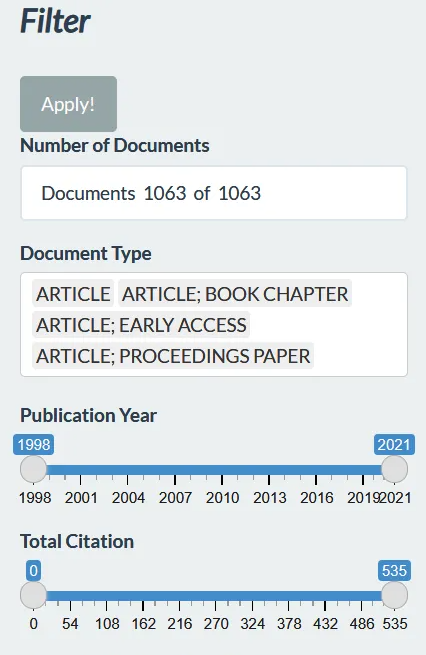 Filter
Apply!
Number of Documents
Documents 1063 of 1063
Document Type
ARTICLE ARTICLE; BOOK CHAPTER
ARTICLE; EARLY ACCESS
ARTICLE; PROCEEDINGS PAPER
Publication Year
1998 2021
1998 2001 2004 2007 2010 2013 2016 2019 2021
Total Citation
0 535
0 54 108 162 216 270 324 378 432 486 535